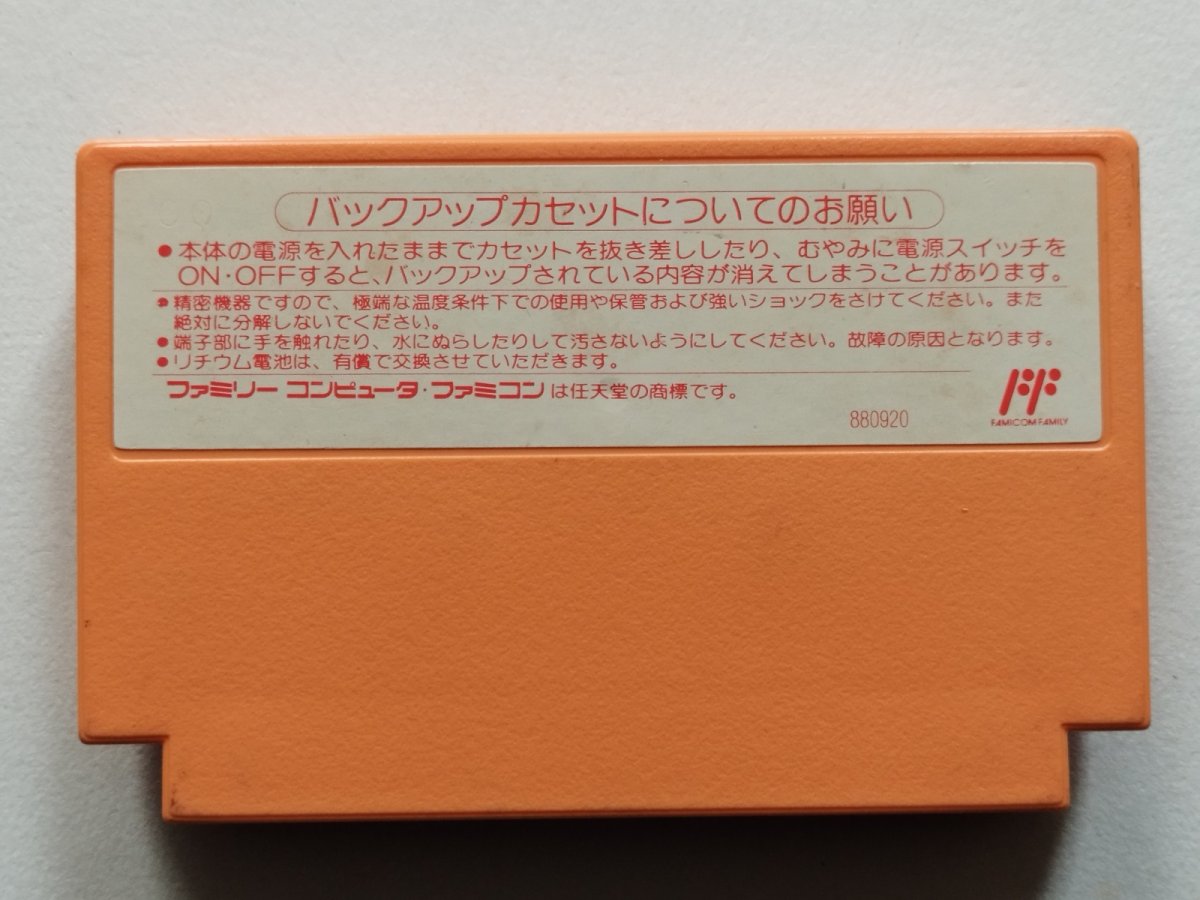 バックアップカセットについてのお願い
●本体の電源を入れたままでカセットを抜き差ししたり、むやみに電源スイッチを
ON・OFFすると、バックアップされている内容が消えてしまうことがあります。
●精密機器ですので、極端な温度条件下での使用や保管および強いショックをさけてください。また
絶対に分解しないでください。
●端子部に手を触れたり、水にぬらしたりして汚さないようにしてください。故障の原因となります。
●リチウム電池は、有償で交換させていただきます。
ファミリー コンピュータ・ファミコンは任天堂の商標です。
880920
FAMICOM FAMILY